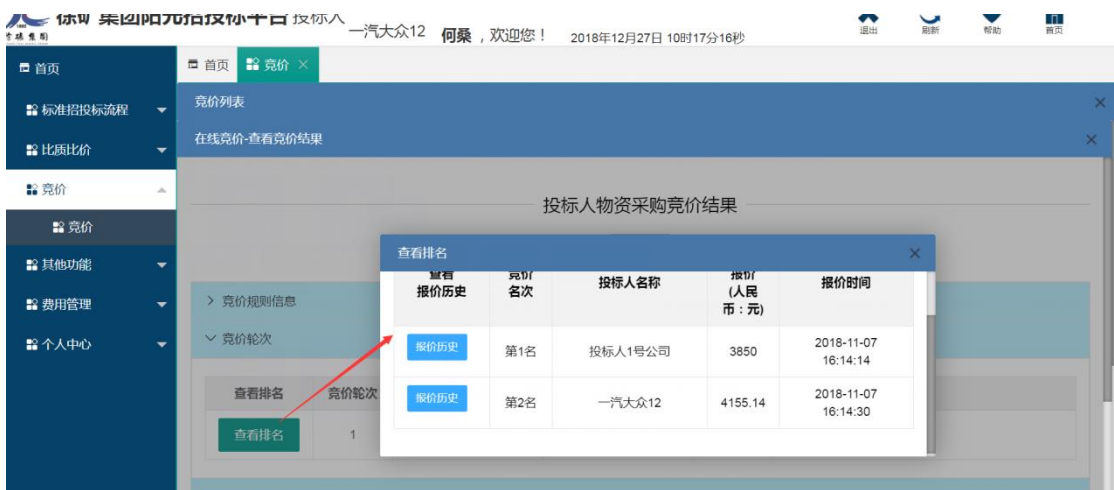 徐矿集团阳光招投标平台 投标人
一汽大众12 何桑 ，欢迎您！ 2018年12月27日 10时17分16秒
退出 刷新 帮助 首页
首页
首页 竞价 ×
标准招投标流程
竞价列表
比质比价
在线竞价-查看竞价结果
竞价
投标人物资采购竞价结果
竞价
查看排名
其他功能
查看 报价历史 竞价 名次 投标人名称 报价 (人民 币：元) 报价时间
费用管理
竞价规则信息
个人中心
竞价轮次
报价历史 第1名 投标人1号公司 3850 2018-11-07 16:14:14
查看排名 竞价轮次
报价历史 第2名 一汽大众12 4155.14 2018-11-07 16:14:30
查看排名 1